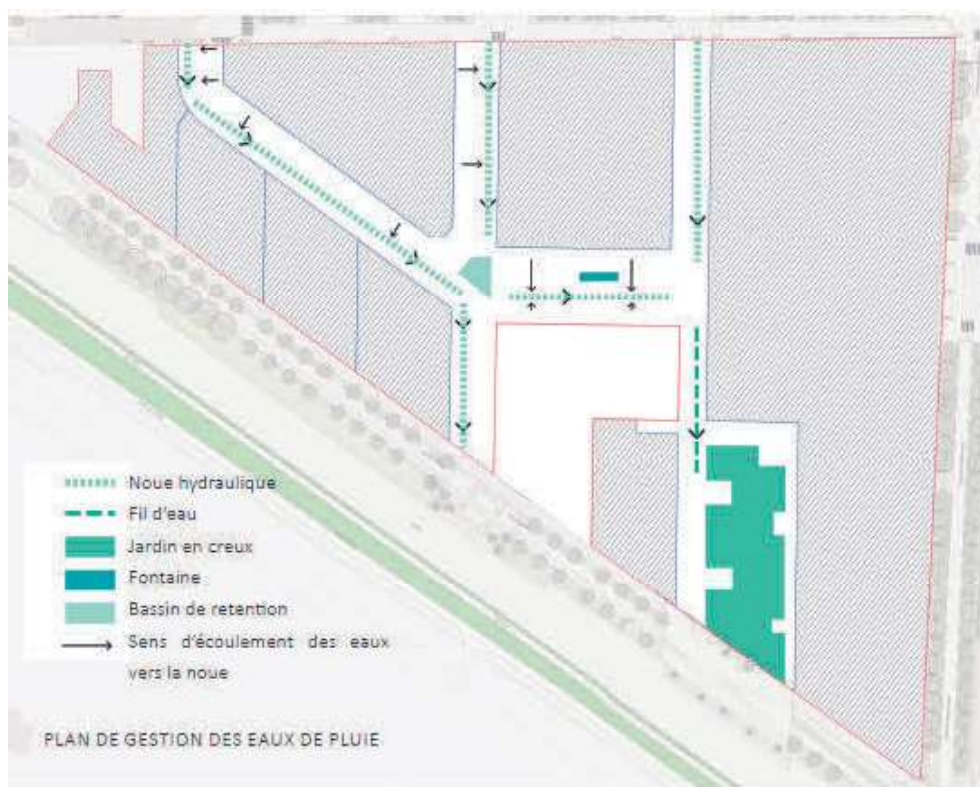 Noue hydraulique
Fil d'eau
Jardin en creux
Fontaine
Bassin de retention
Sens d'écoulement des eaux
vers la noue
PLAN DE GESTION DES EAUX DE PLUIE